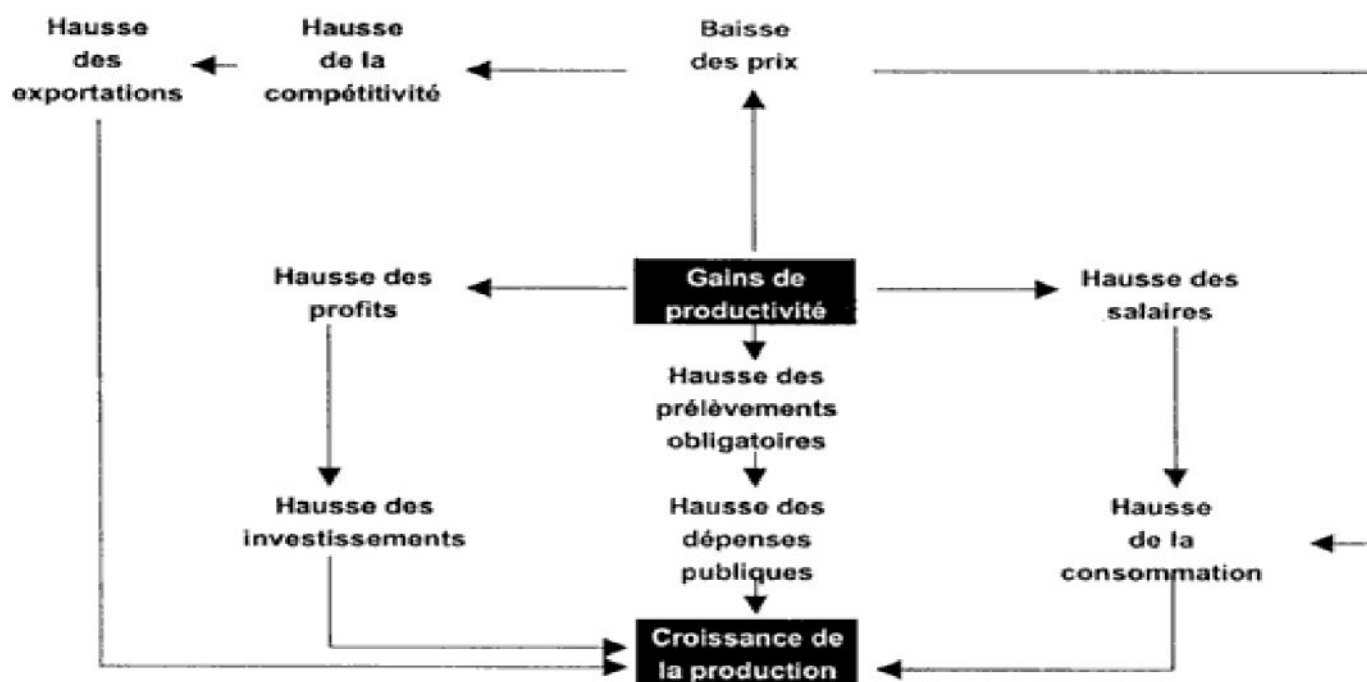 Hausse
des
exportations
Hausse
de la
compétitivité
Baisse
des prix
Hausse des
profits
Gains de
productivité
Hausse des
salaires
Hausse des
prélèvements
obligatoires
Hausse des
investissements
Hausse des
dépenses
publiques
Hausse
de la
consommation
Croissance de
la production